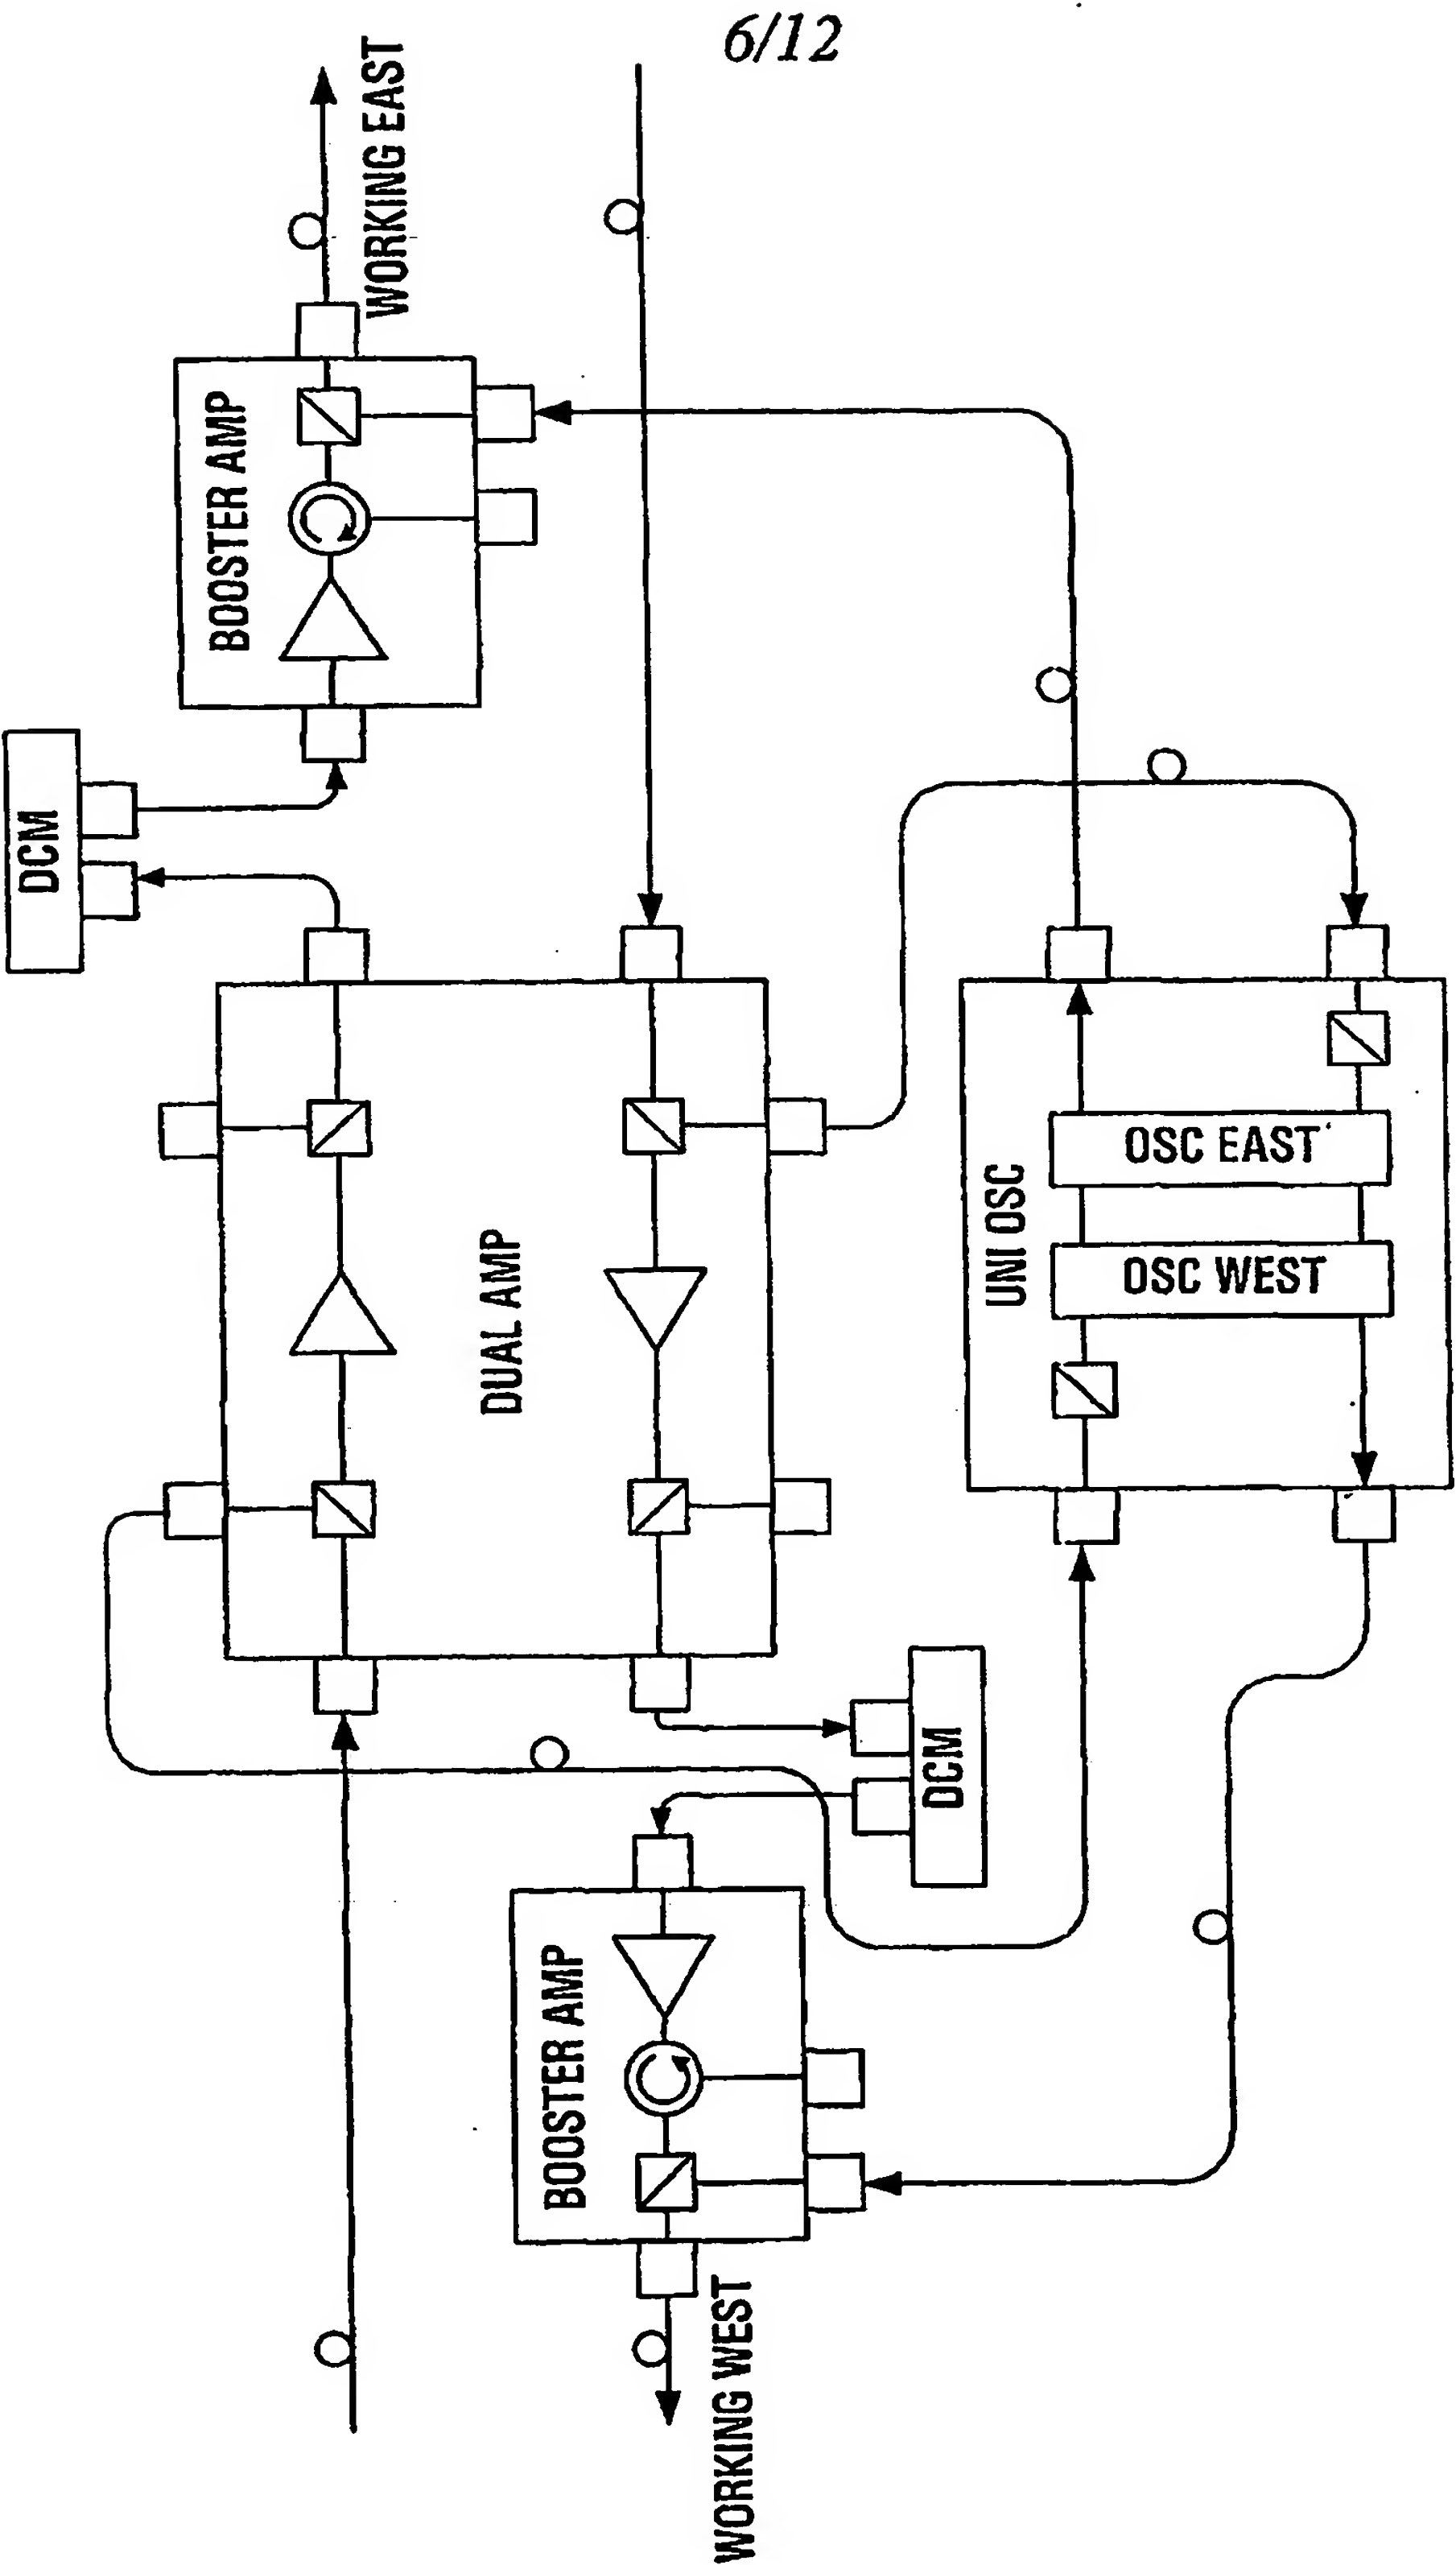 6/12
WORKING EAST
BOOSTER AMP
DCM
DUAL AMP
UNI OSC
OSC EAST
OSC WEST
DCM
BOOSTER AMP
WORKING WEST